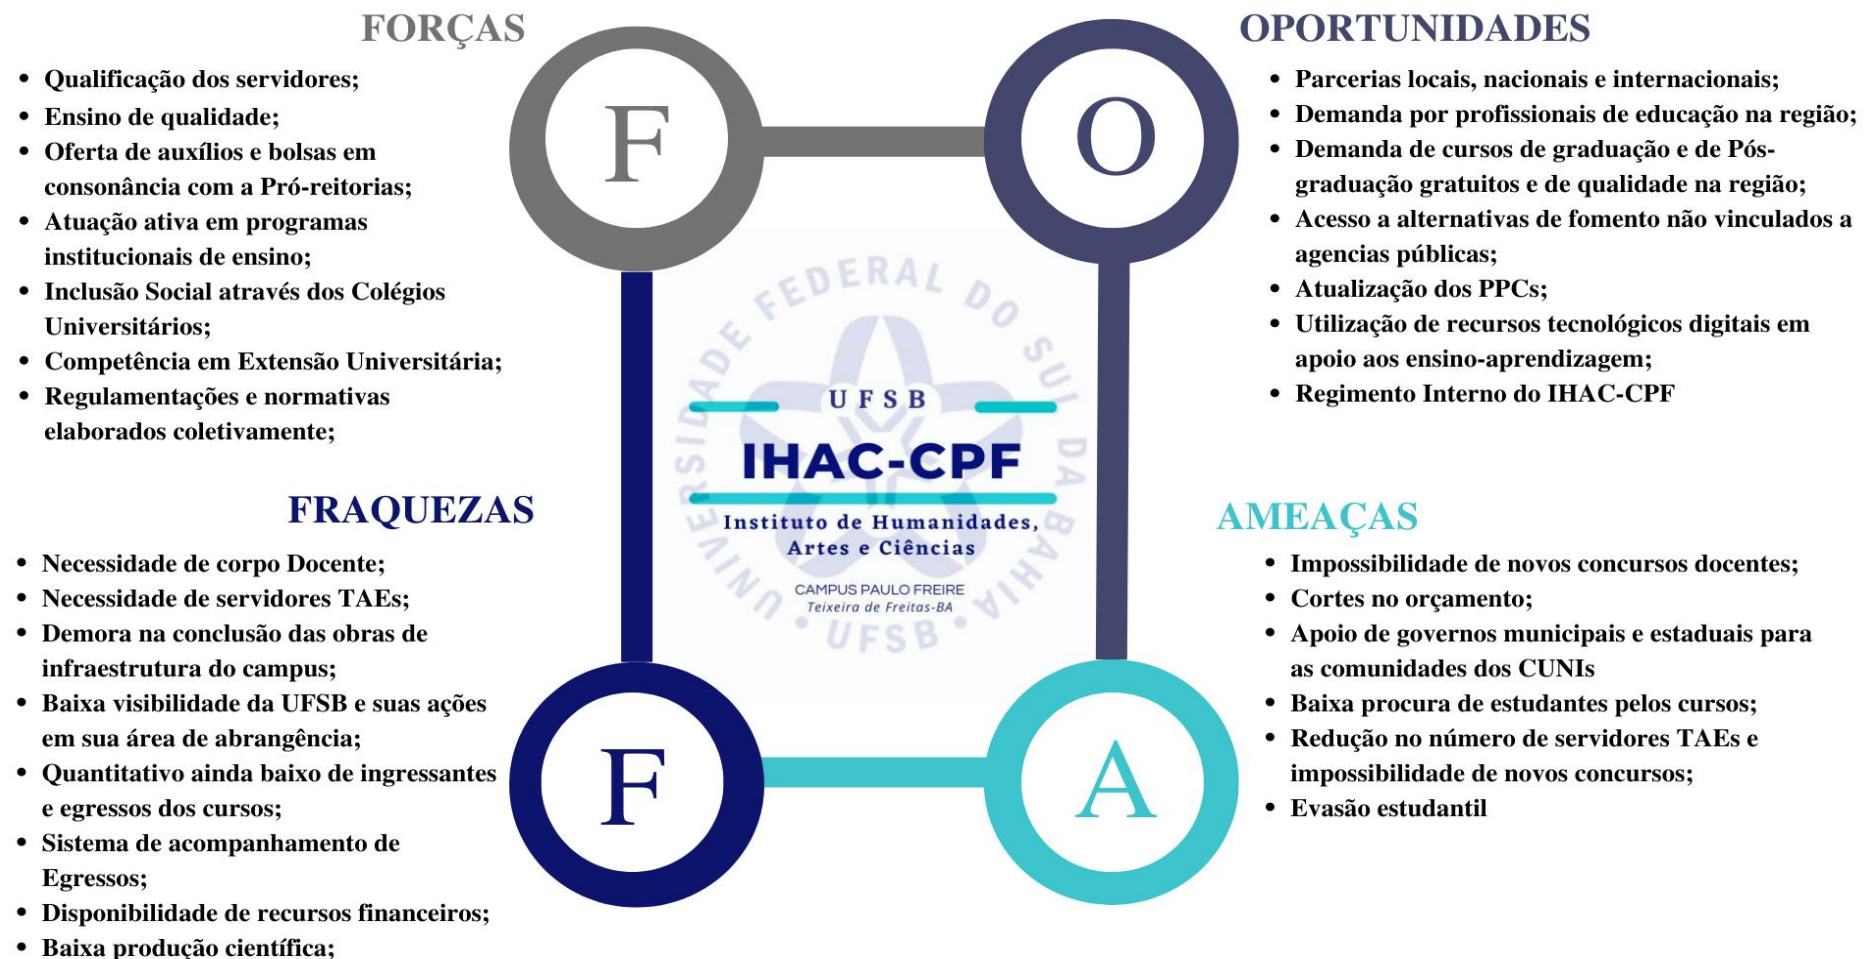 FORÇAS
• Qualificação dos servidores;
• Ensino de qualidade;
• Oferta de auxílios e bolsas em
consonância com a Pró-reitorias;
• Atuação ativa em programas
institucionais de ensino;
• Inclusão Social através dos Colégios
Universitários;
• Competência em Extensão Universitária;
• Regulamentações e normativas
elaborados coletivamente;
FRAQUEZAS
• Necessidade de corpo Docente;
• Necessidade de servidores TAEs;
• Demora na conclusão das obras de
infraestrutura do campus;
• Baixa visibilidade da UFSB e suas ações
em sua área de abrangência;
• Quantitativo ainda baixo de ingressantes
e egressos dos cursos;
• Sistema de acompanhamento de
Egressos;
• Disponibilidade de recursos financeiros;
• Baixa produção científica;
F
O
F
A
UNIVERSIDADE FEDERAL DO SUL DA BAHIA
• UFSB •
UFSB
IHAC-CPF
Instituto de Humanidades,
Artes e Ciências
CAMPUS PAULO FREIRE
Teixeira de Freitas-BA
OPORTUNIDADES
• Parcerias locais, nacionais e internacionais;
• Demanda por profissionais de educação na região;
• Demanda de cursos de graduação e de Pós-
graduação gratuitos e de qualidade na região;
• Acesso a alternativas de fomento não vinculados a
agencias públicas;
• Atualização dos PPCs;
• Utilização de recursos tecnológicos digitais em
apoio aos ensino-aprendizagem;
• Regimento Interno do IHAC-CPF
AMEAÇAS
• Impossibilidade de novos concursos docentes;
• Cortes no orçamento;
• Apoio de governos municipais e estaduais para
as comunidades dos CUNIs
• Baixa procura de estudantes pelos cursos;
• Redução no número de servidores TAEs e
impossibilidade de novos concursos;
• Evasão estudantil